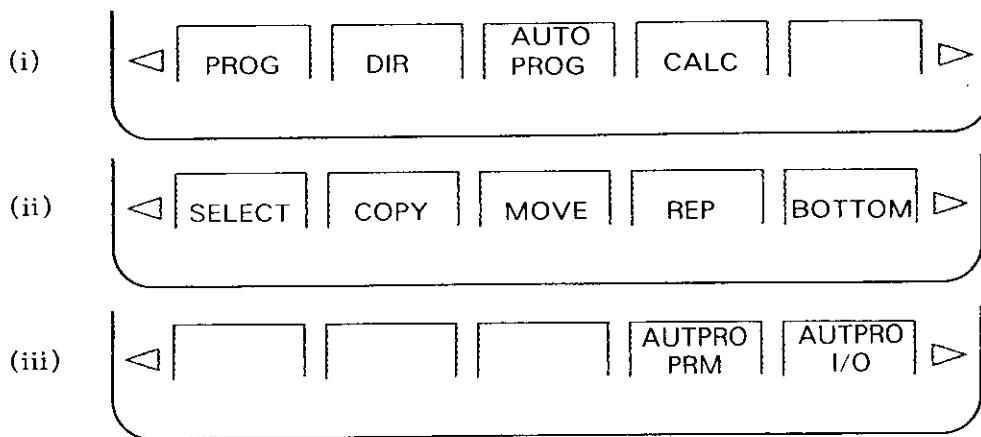 (i) PROG DIR AUTO PROG CALC
(ii) SELECT COPY MOVE REP BOTTOM
(iii) AUTPRO PRM AUTPRO I/O